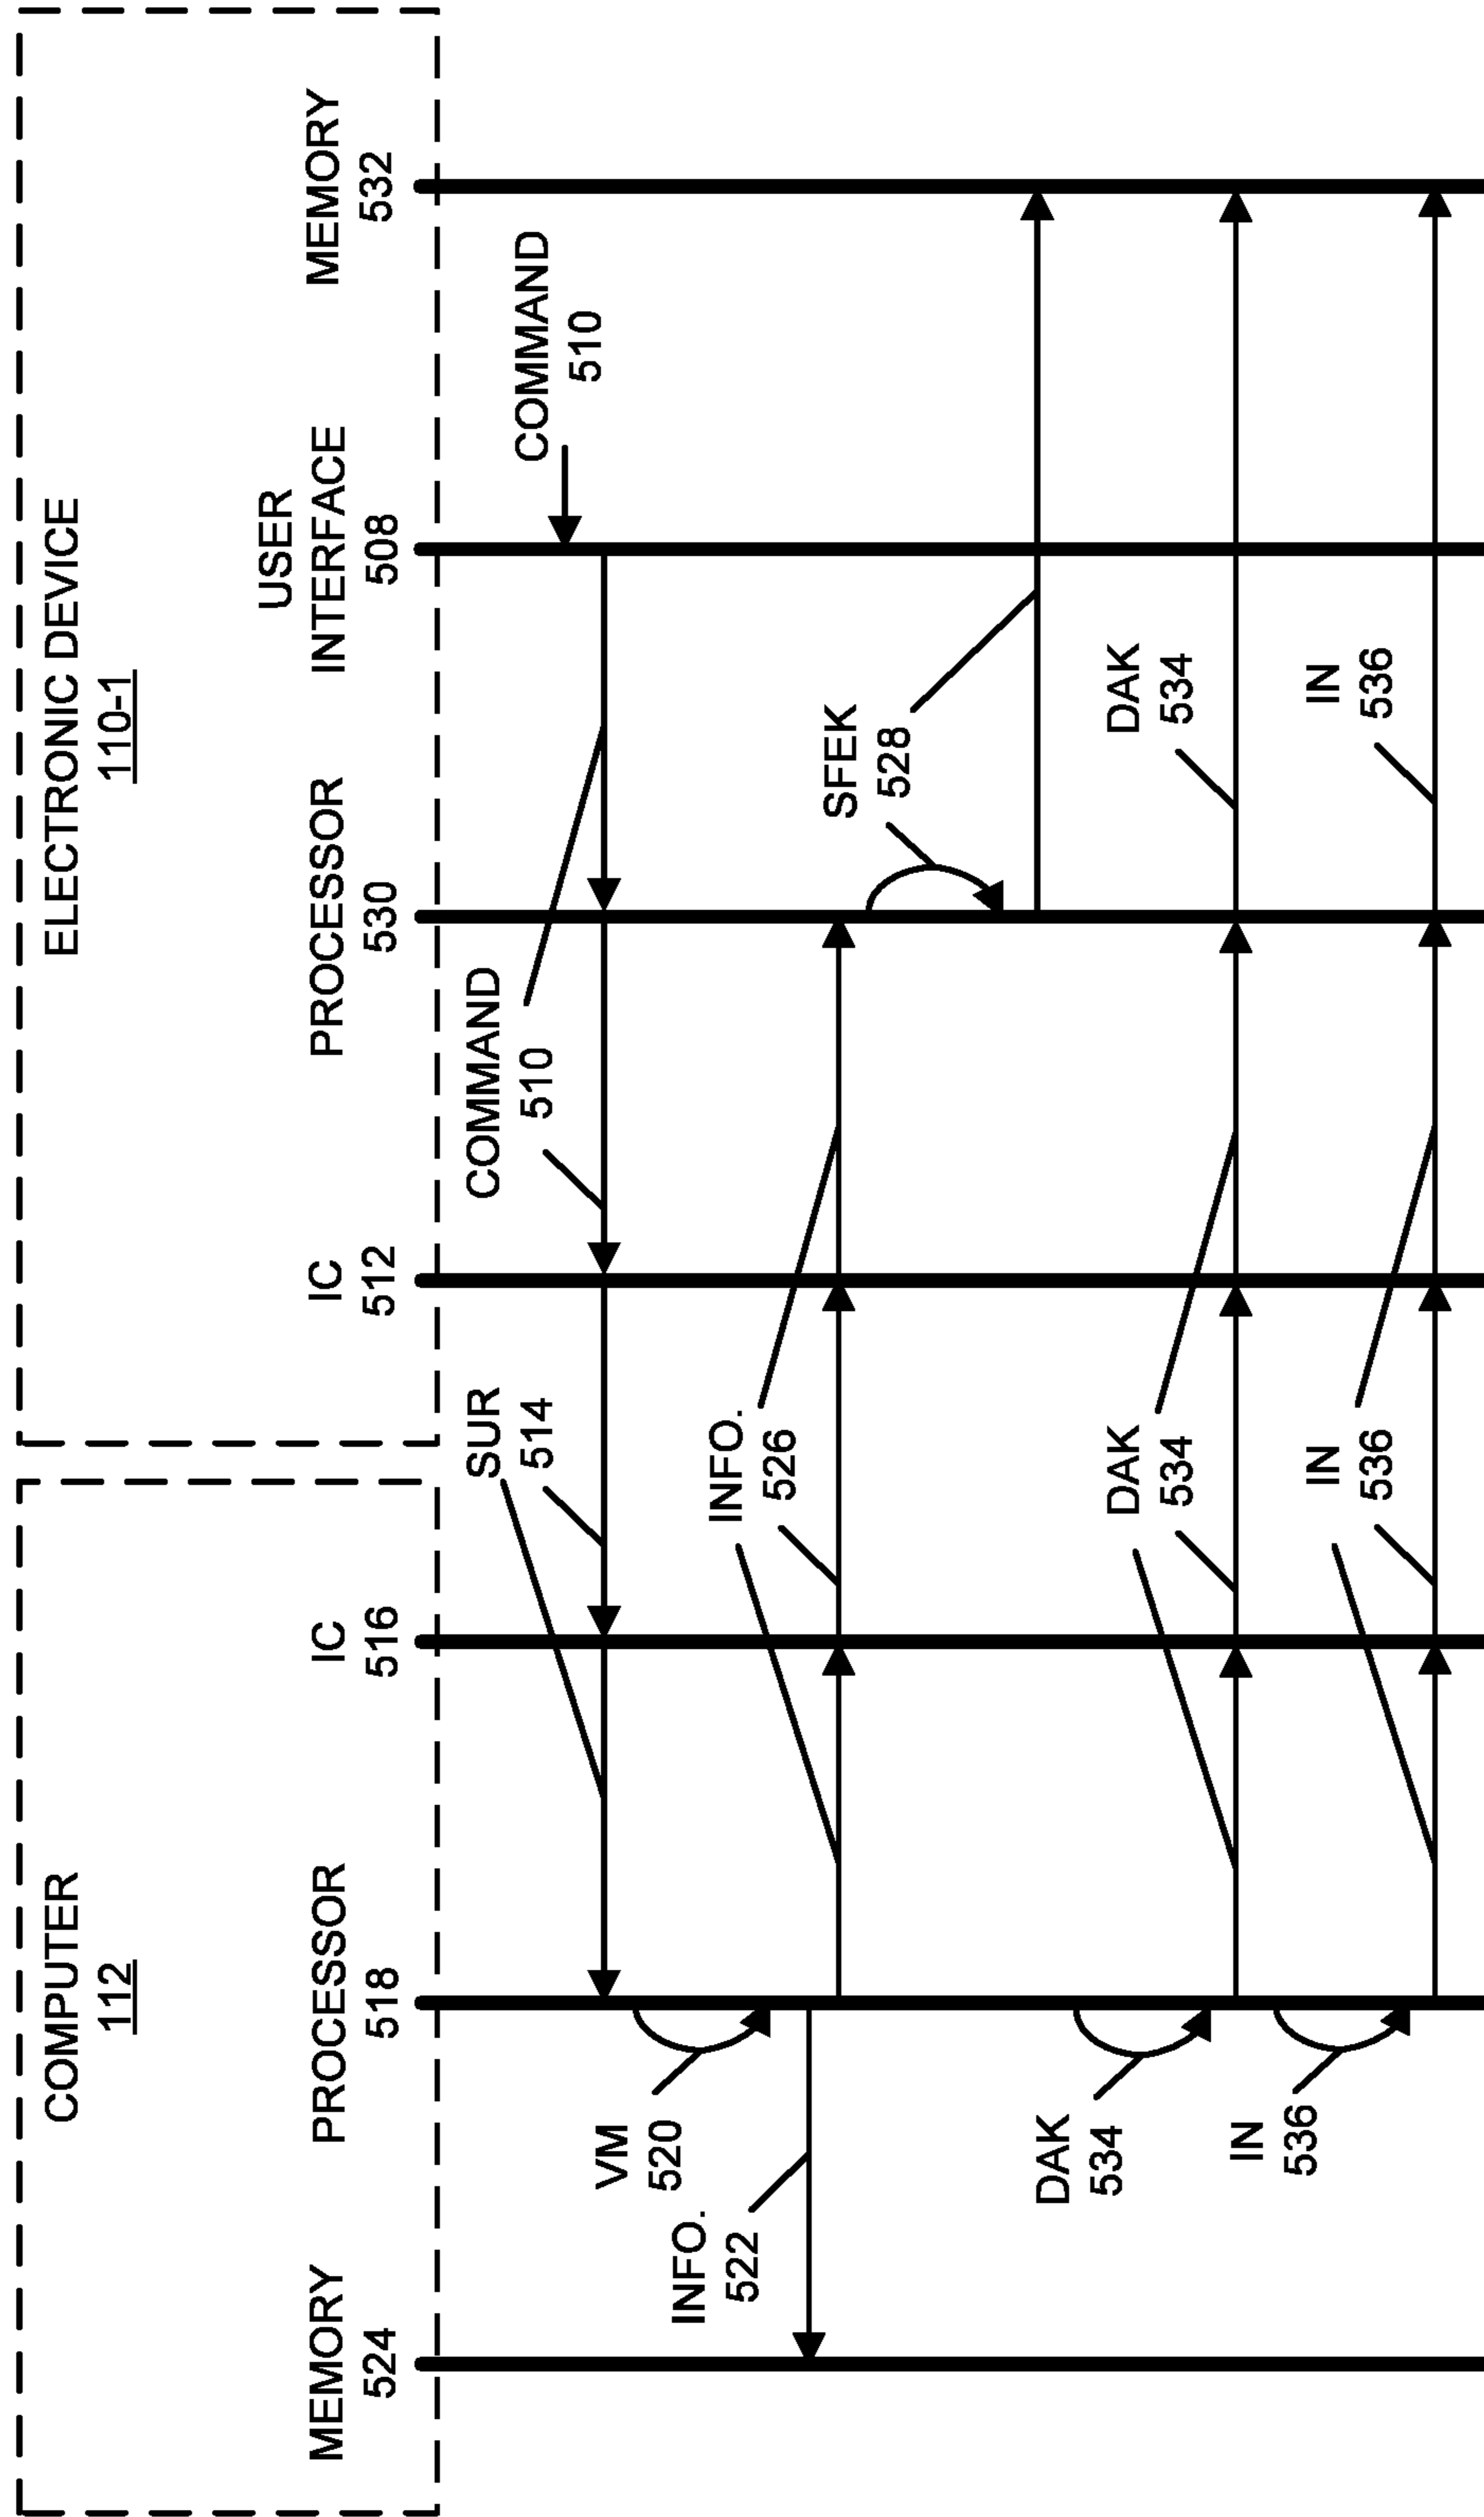 COMPUTER
112
ELECTRONIC DEVICE
110-1
MEMORY
524
PROCESSOR
518
IC
516
IC
512
PROCESSOR
530
USER
INTERFACE
508
MEMORY
532
COMMAND
510
COMMAND
510
SUR
514
VM
520
INFO.
522
INFO.
526
SFEK
528
DAK
534
DAK
534
DAK
534
IN
536
IN
536
IN
536